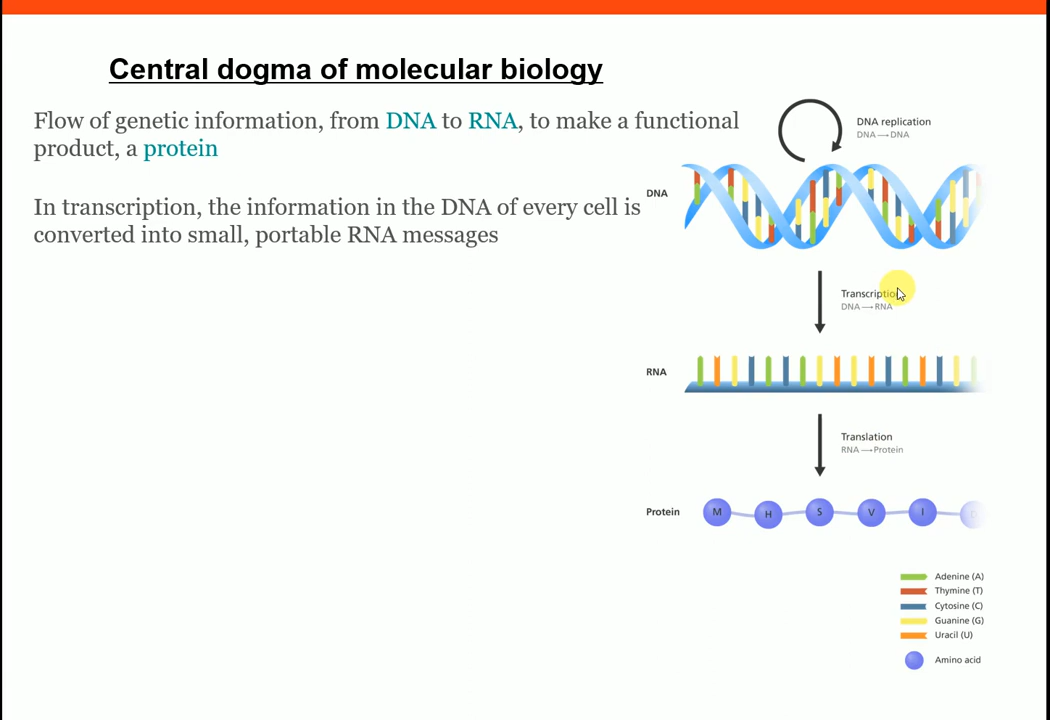 Central dogma of molecular biology
Flow of genetic information, from DNA to RNA, to make a functional
product, a protein
In transcription, the information in the DNA of every cell is
converted into small, portable RNA messages
DNA replication
DNA → DNA
DNA
Transcription
DNA → RNA
RNA
Translation
RNA → Protein
Protein
M H S V I
Adenine (A)
Thymine (T)
Cytosine (C)
Guanine (G)
Uracil (U)
Amino acid